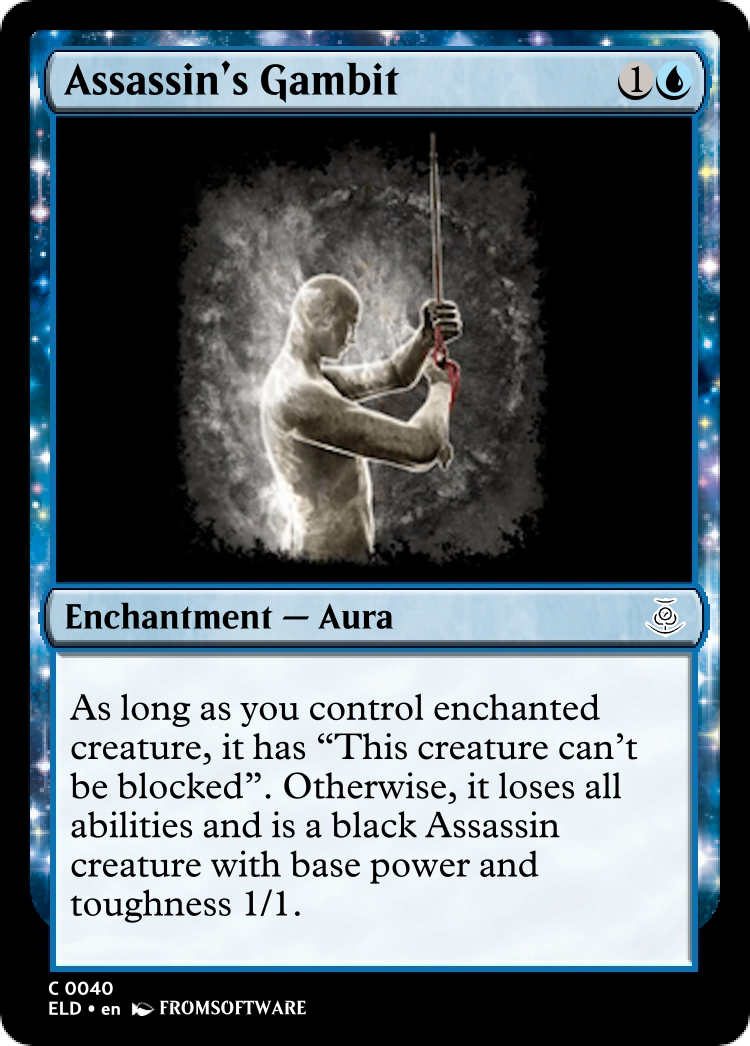 Assassin's Gambit 1
Enchantment — Aura
As long as you control enchanted
creature, it has “This creature can’t
be blocked”. Otherwise, it loses all
abilities and is a black Assassin
creature with base power and
toughness 1/1.
C 0040
ELD • en FROMSOFTWARE